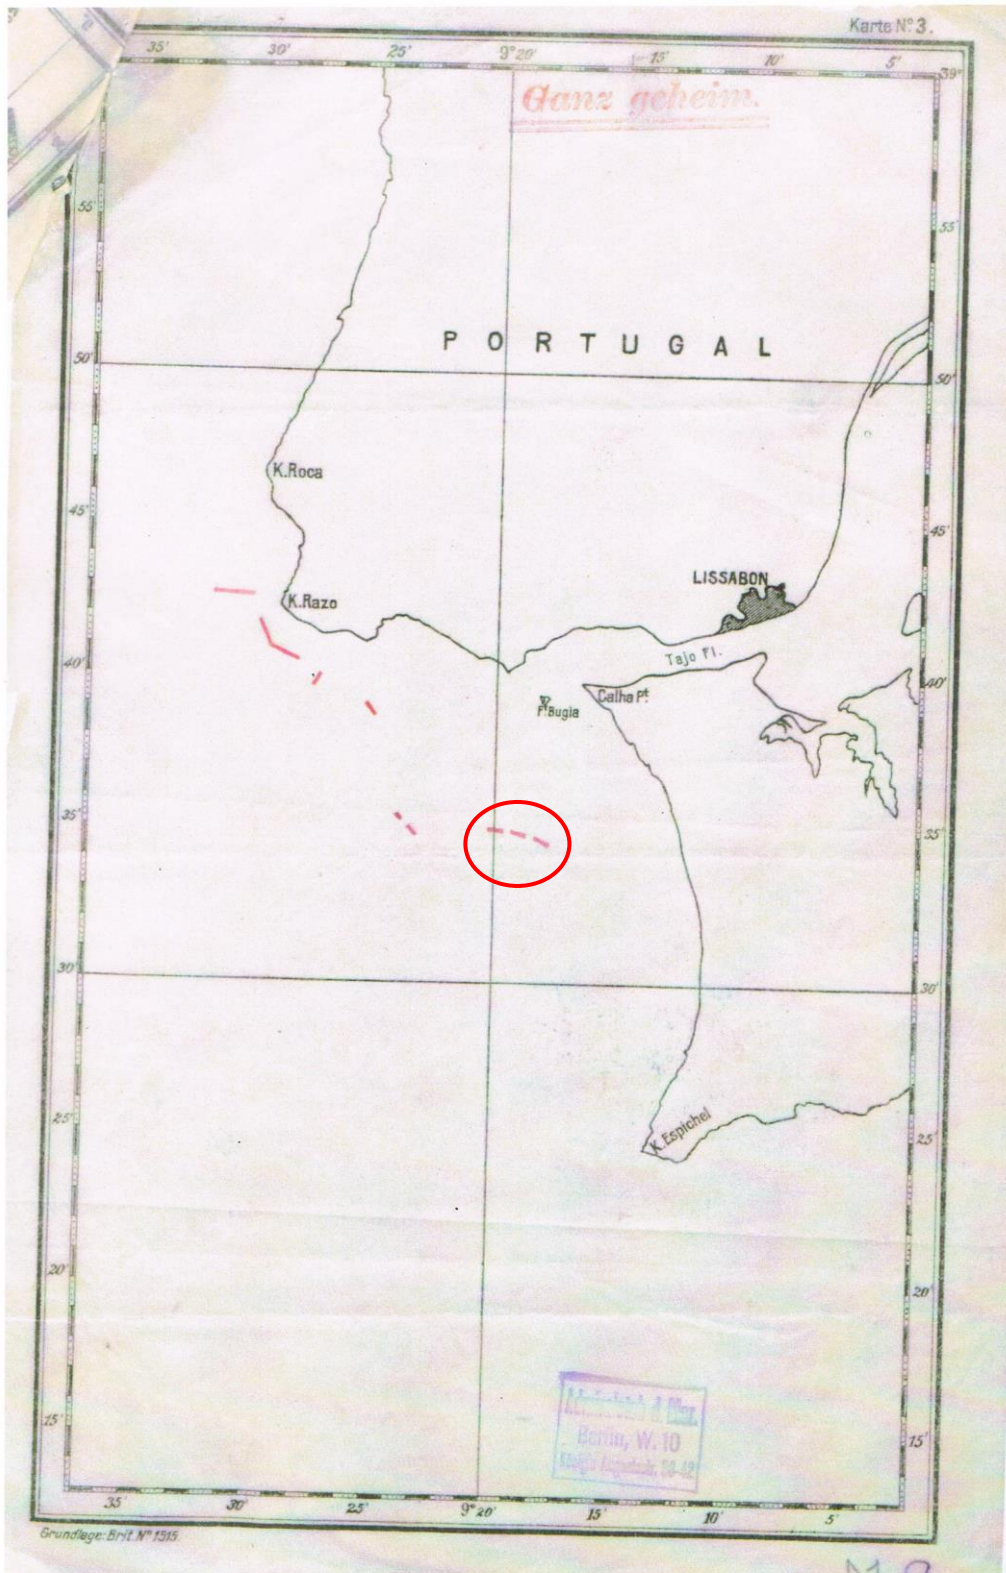 Karte Nº 3.
35' 30' 25' 9° 20' 15' 10' 5'
39°
Ganz geheim.
55' 55'
PORTUGAL
50' 50'
K. Roca
45' 45'
LISSABON
K. Razo
Tajo Fl.
40' 40'
Calha Pt.
Ft. Bugia
35' 35'
30' 30'
K. Espichel
25' 25'
20' 20'
Berlin, W. 10
15' 15'
35' 30' 25' 9° 20' 15' 10' 5'
Grundlage: Brit. Nº 1515.